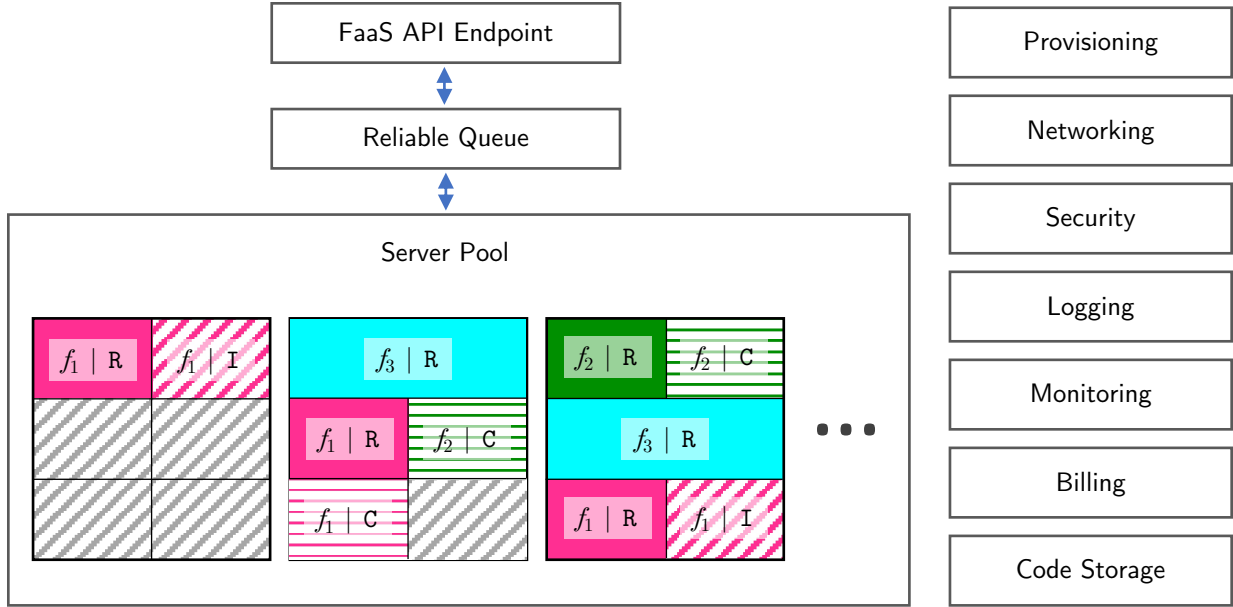 FaaS API Endpoint
Reliable Queue
Server Pool
f₁ | R
f₁ | I
f₃ | R
f₁ | R
f₂ | C
f₁ | C
f₂ | R
f₂ | C
f₃ | R
f₁ | R
f₁ | I
Provisioning
Networking
Security
Logging
Monitoring
Billing
Code Storage